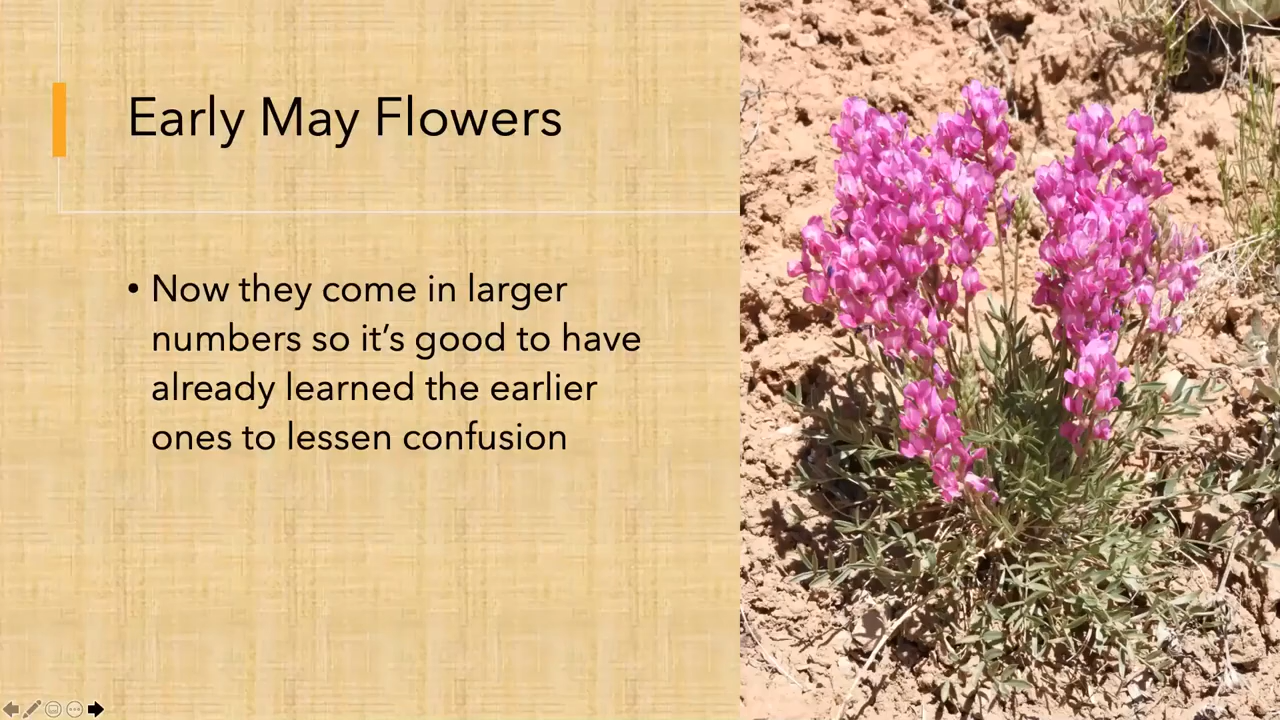 Early May Flowers
• Now they come in larger
numbers so it’s good to have
already learned the earlier
ones to lessen confusion